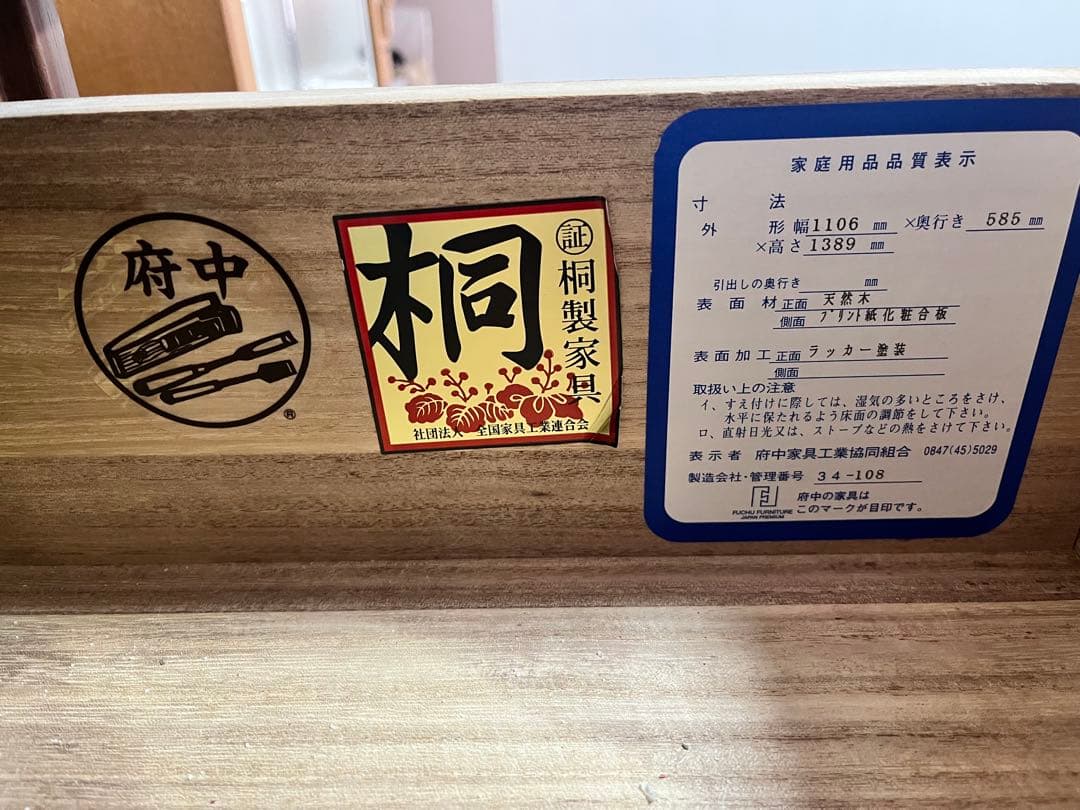 府中
®
桐
証
桐製家具
社団法人 全国家具工業連合会
家庭用品品質表示
寸法
外形 幅1106 mm ×奥行き 585 mm
×高さ 1389 mm
引出しの奥行き mm
表面材 正面 天然木
側面 プリント紙化粧合板
表面加工 正面 ラッカー塗装
側面
取扱い上の注意
イ、すえ付けに際しては、湿気の多いところをさけ、
水平に保たれるよう床面の調節をして下さい。
ロ、直射日光又は、ストーブなどの熱をさけて下さい。
表示者 府中家具工業協同組合 0847(45)5029
製造会社・管理番号 34-108
FUCHU FURNITURE
JAPAN PREMIUM
府中の家具は
このマークが目印です。